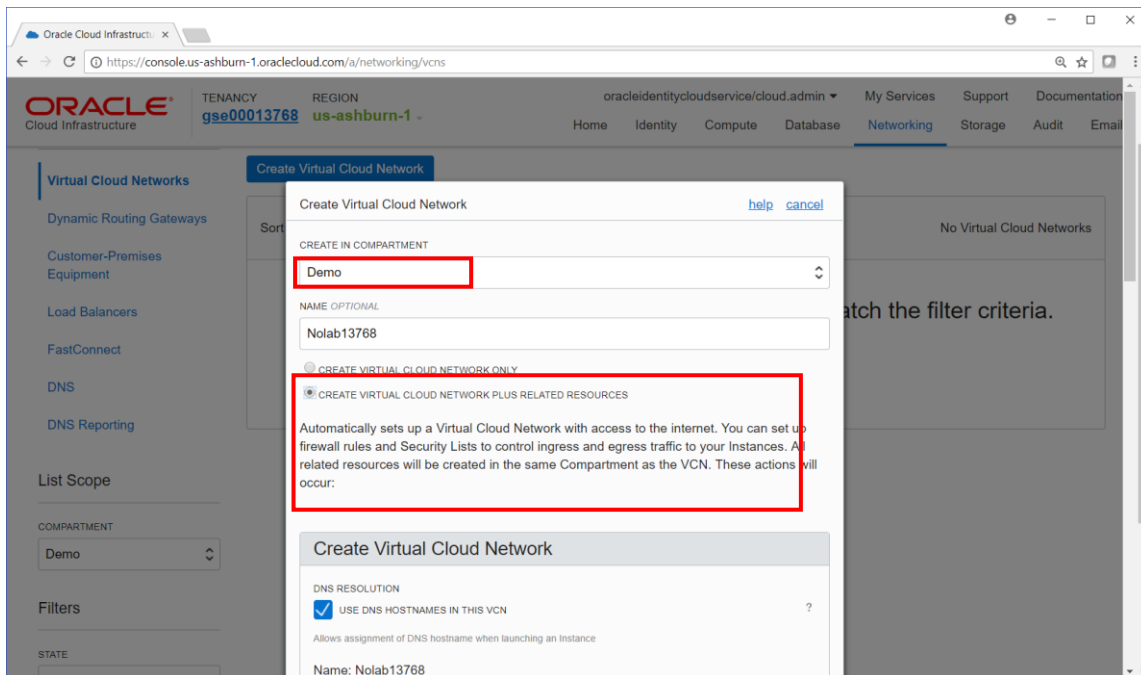 Oracle Cloud Infrastructu
https://console.us-ashburn-1.oraclecloud.com/a/networking/vcns
ORACLE®
Cloud Infrastructure
TENANCY
gse00013768
REGION
us-ashburn-1
oracleidentitycloudservice/cloud.admin
My Services
Support
Documentation
Home
Identity
Compute
Database
Networking
Storage
Audit
Email
Virtual Cloud Networks
Dynamic Routing Gateways
Customer-Premises
Equipment
Load Balancers
FastConnect
DNS
DNS Reporting
List Scope
COMPARTMENT
Demo
Filters
STATE
Create Virtual Cloud Network
Sort
No Virtual Cloud Networks
atch the filter criteria.
Create Virtual Cloud Network
help
cancel
CREATE IN COMPARTMENT
Demo
NAME OPTIONAL
Nolab13768
CREATE VIRTUAL CLOUD NETWORK ONLY
CREATE VIRTUAL CLOUD NETWORK PLUS RELATED RESOURCES
Automatically sets up a Virtual Cloud Network with access to the internet. You can set up
firewall rules and Security Lists to control ingress and egress traffic to your Instances. All
related resources will be created in the same Compartment as the VCN. These actions will
occur:
Create Virtual Cloud Network
DNS RESOLUTION
USE DNS HOSTNAMES IN THIS VCN
?
Allows assignment of DNS hostname when launching an Instance
Name: Nolab13768